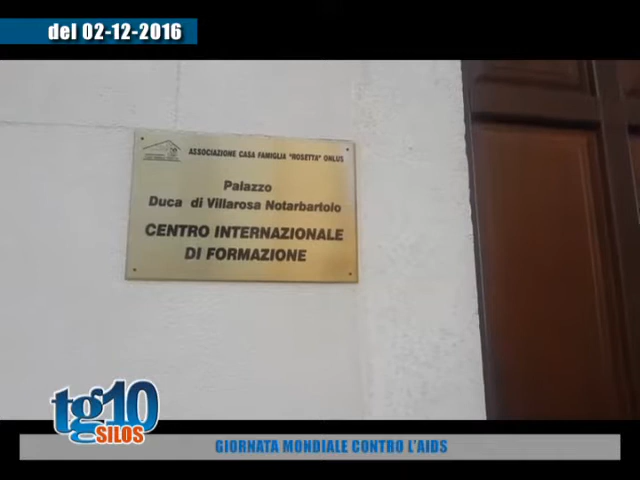 del 02-12-2016
ASSOCIAZIONE CASA FAMIGLIA "ROSETTA" ONLUS
Palazzo
Duca di Villarosa Notarbartolo
CENTRO INTERNAZIONALE
DI FORMAZIONE
tg10
SILOS
GIORNATA MONDIALE CONTRO L'AIDS